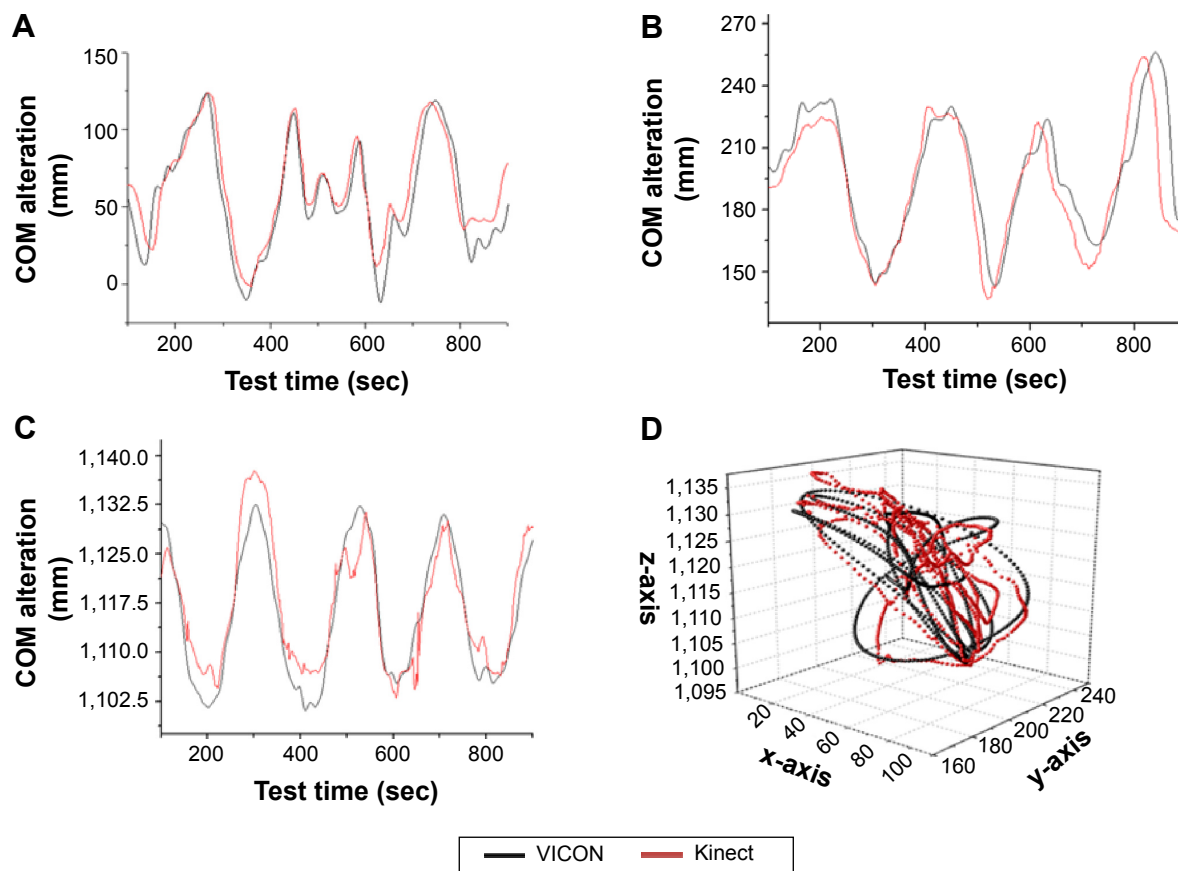 A
COM alteration
(mm)
150
100
50
0
200 400 600 800
Test time (sec)
B
COM alteration
(mm)
270
240
210
180
150
200 400 600 800
Test time (sec)
C
COM alteration
(mm)
1,140.0
1,132.5
1,125.0
1,117.5
1,110.0
1,102.5
200 400 600 800
Test time (sec)
D
z-axis
1,135
1,130
1,125
1,120
1,115
1,110
1,105
1,100
1,095
20 40 60 80 100
x-axis
160 180 200 220 240
y-axis
VICON Kinect